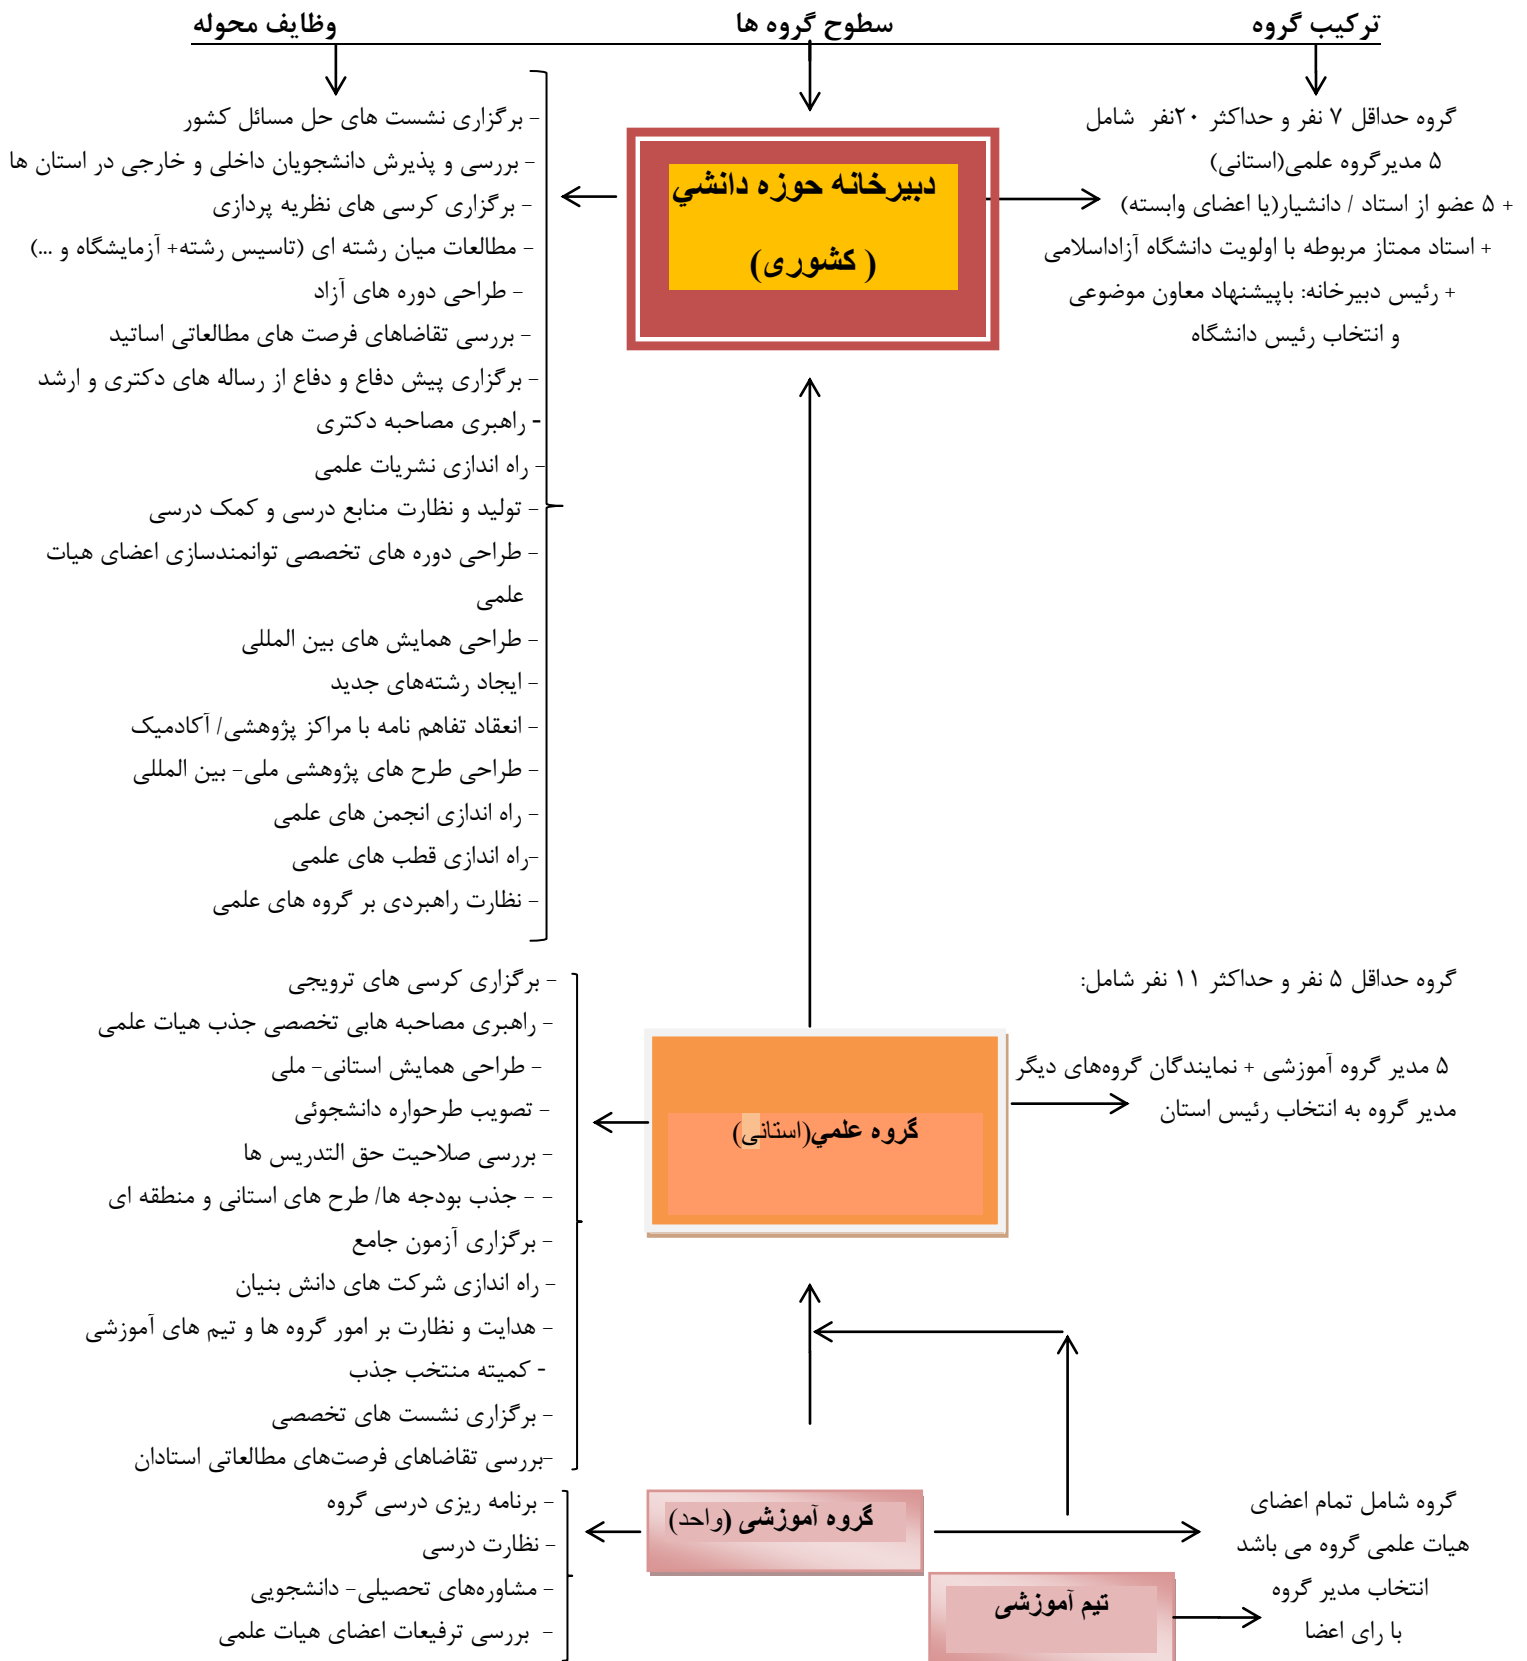 ترکیب گروه
سطوح گروه ها
وظایف محوله
گروه حداقل ۷ نفر و حداکثر ۲۰نفر شامل
۵ مدیرگروه علمی(استانی)
+ ۵ عضو از استاد / دانشیار(یا اعضای وابسته)
+ استاد ممتاز مربوطه با اولویت دانشگاه آزاداسلامی
+ رئیس دبیرخانه: باپیشنهاد معاون موضوعی
و انتخاب رئیس دانشگاه
دبیرخانه حوزه دانشي
( کشوری)
- برگزاری نشست های حل مسائل کشور
- بررسی و پذیرش دانشجویان داخلی و خارجی در استان ها
- برگزاری کرسی های نظریه پردازی
- مطالعات میان رشته ای (تاسیس رشته+ آزمایشگاه و ...)
- طراحی دوره های آزاد
- بررسی تقاضاهای فرصت های مطالعاتی اساتید
- برگزاری پیش دفاع و دفاع از رساله های دکتری و ارشد
- راهبری مصاحبه دکتری
- راه اندازی نشریات علمی
- تولید و نظارت منابع درسی و کمک درسی
- طراحی دوره های تخصصی توانمندسازی اعضای هیات
علمی
- طراحی همایش های بین المللی
- ایجاد رشته‌های جدید
- انعقاد تفاهم نامه با مراکز پژوهشی/ آکادمیک
- طراحی طرح های پژوهشی ملی- بین المللی
- راه اندازی انجمن های علمی
-راه اندازی قطب های علمی
- نظارت راهبردی بر گروه های علمی
گروه حداقل ۵ نفر و حداکثر ۱۱ نفر شامل:
۵ مدیر گروه آموزشی + نمایندگان گروه‌های دیگر
مدیر گروه به انتخاب رئیس استان
گروه علمي(استانی)
- برگزاری کرسی های ترویجی
- راهبری مصاحبه هابی تخصصی جذب هیات علمی
- طراحی همایش استانی- ملی
- تصویب طرحواره دانشجوئی
- بررسی صلاحیت حق التدریس ها
- - جذب بودجه ها/ طرح های استانی و منطقه ای
- برگزاری آزمون جامع
- راه اندازی شرکت های دانش بنیان
- هدایت و نظارت بر امور گروه ها و تیم های آموزشی
- کمیته منتخب جذب
- برگزاری نشست های تخصصی
-بررسی تقاضاهای فرصت‌های مطالعاتی استادان
گروه شامل تمام اعضای
هیات علمی گروه می باشد
انتخاب مدیر گروه
با رای اعضا
گروه آموزشی (واحد)
تیم آموزشی
- برنامه ریزی درسی گروه
- نظارت درسی
- مشاوره‌های تحصیلی- دانشجویی
- بررسی ترفیعات اعضای هیات علمی